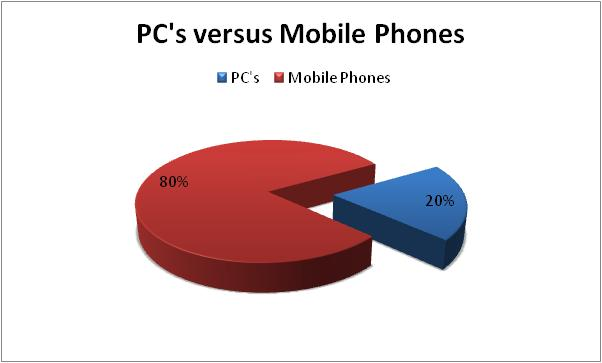 PC's versus Mobile Phones
PC's Mobile Phones
80%
20%